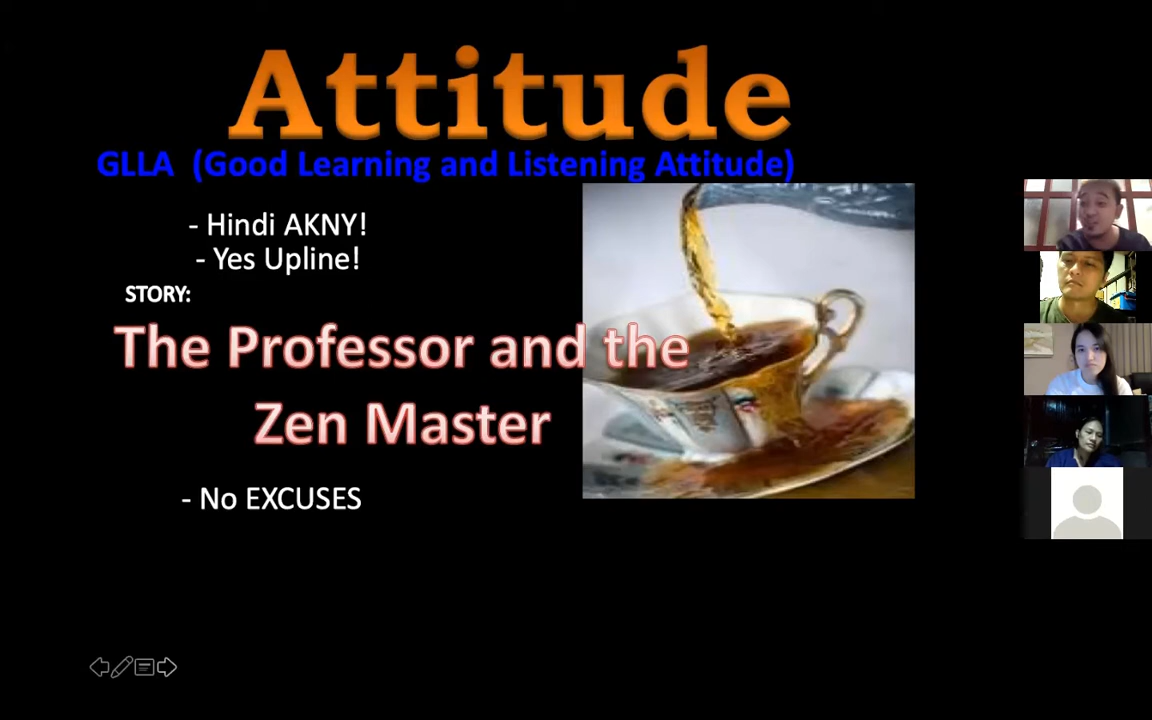 Attitude
GLLA (Good Learning and Listening Attitude)
- Hindi AKNY!
- Yes Upline!
STORY:
The Professor and the
Zen Master
- No EXCUSES